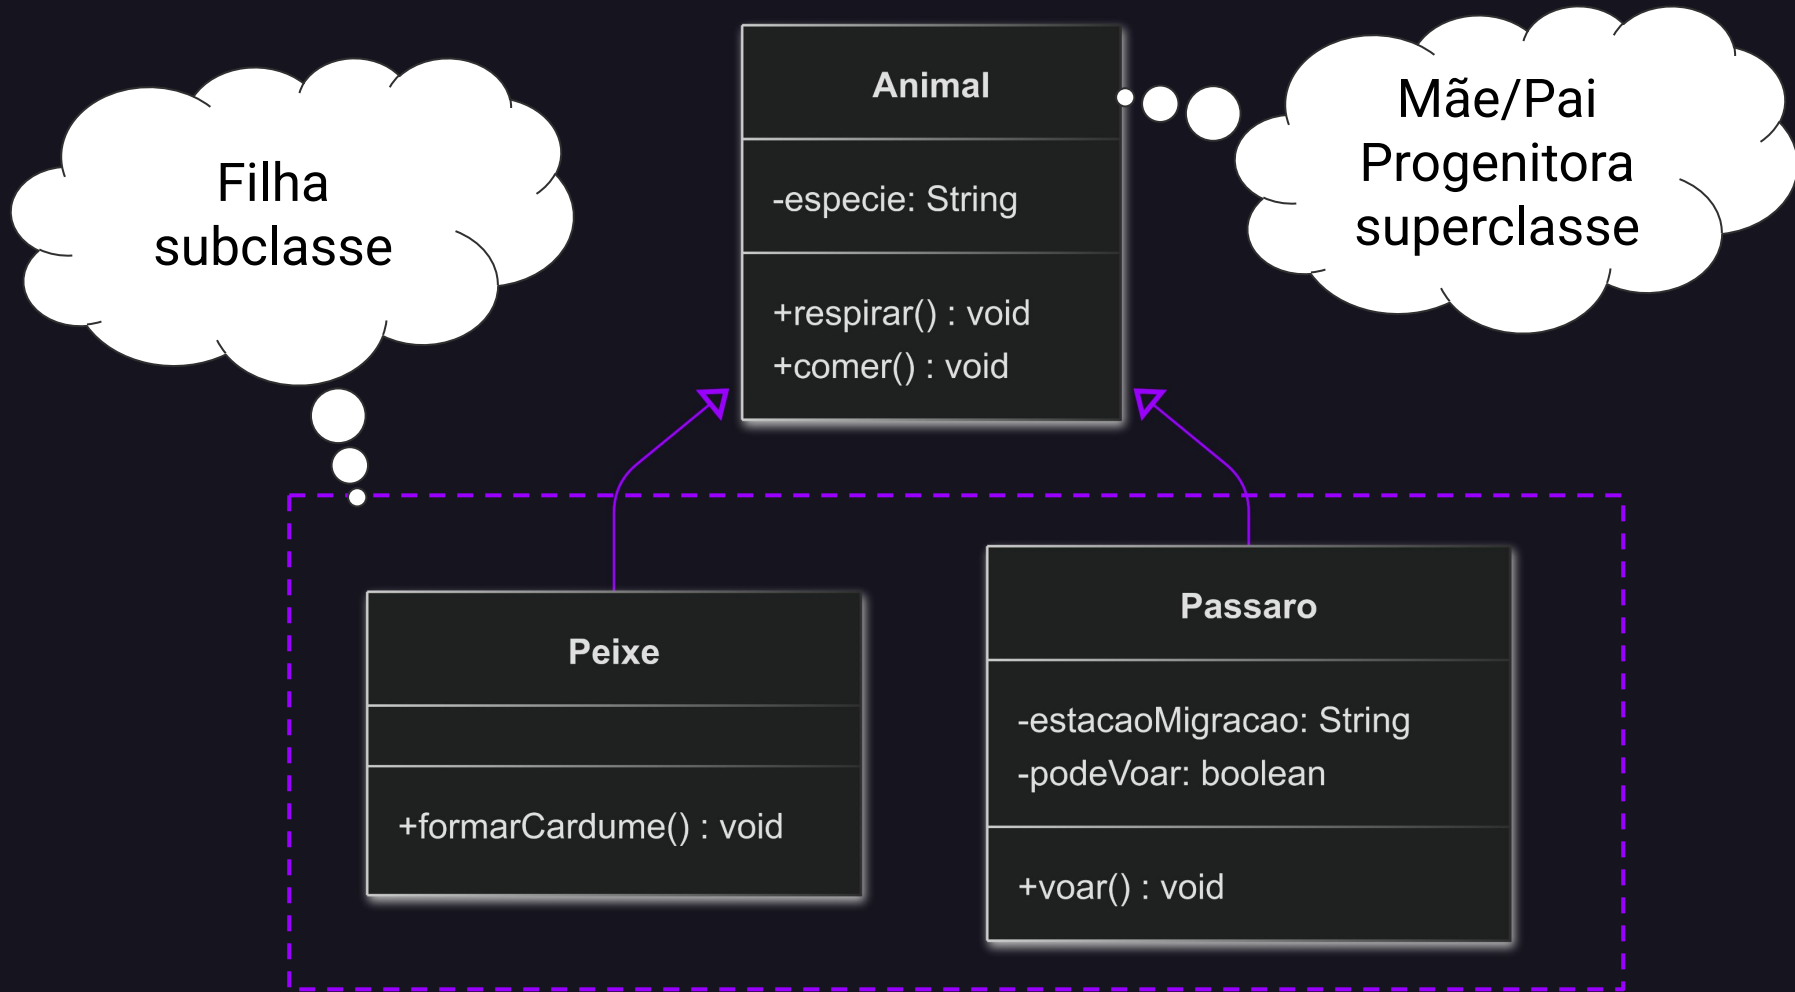 Filha
subclasse
Mãe/Pai
Progenitora
superclasse
Animal
-especie: String
+respirar() : void
+comer() : void
Peixe
+formarCardume() : void
Passaro
-estacaoMigracao: String
-podeVoar: boolean
+voar() : void